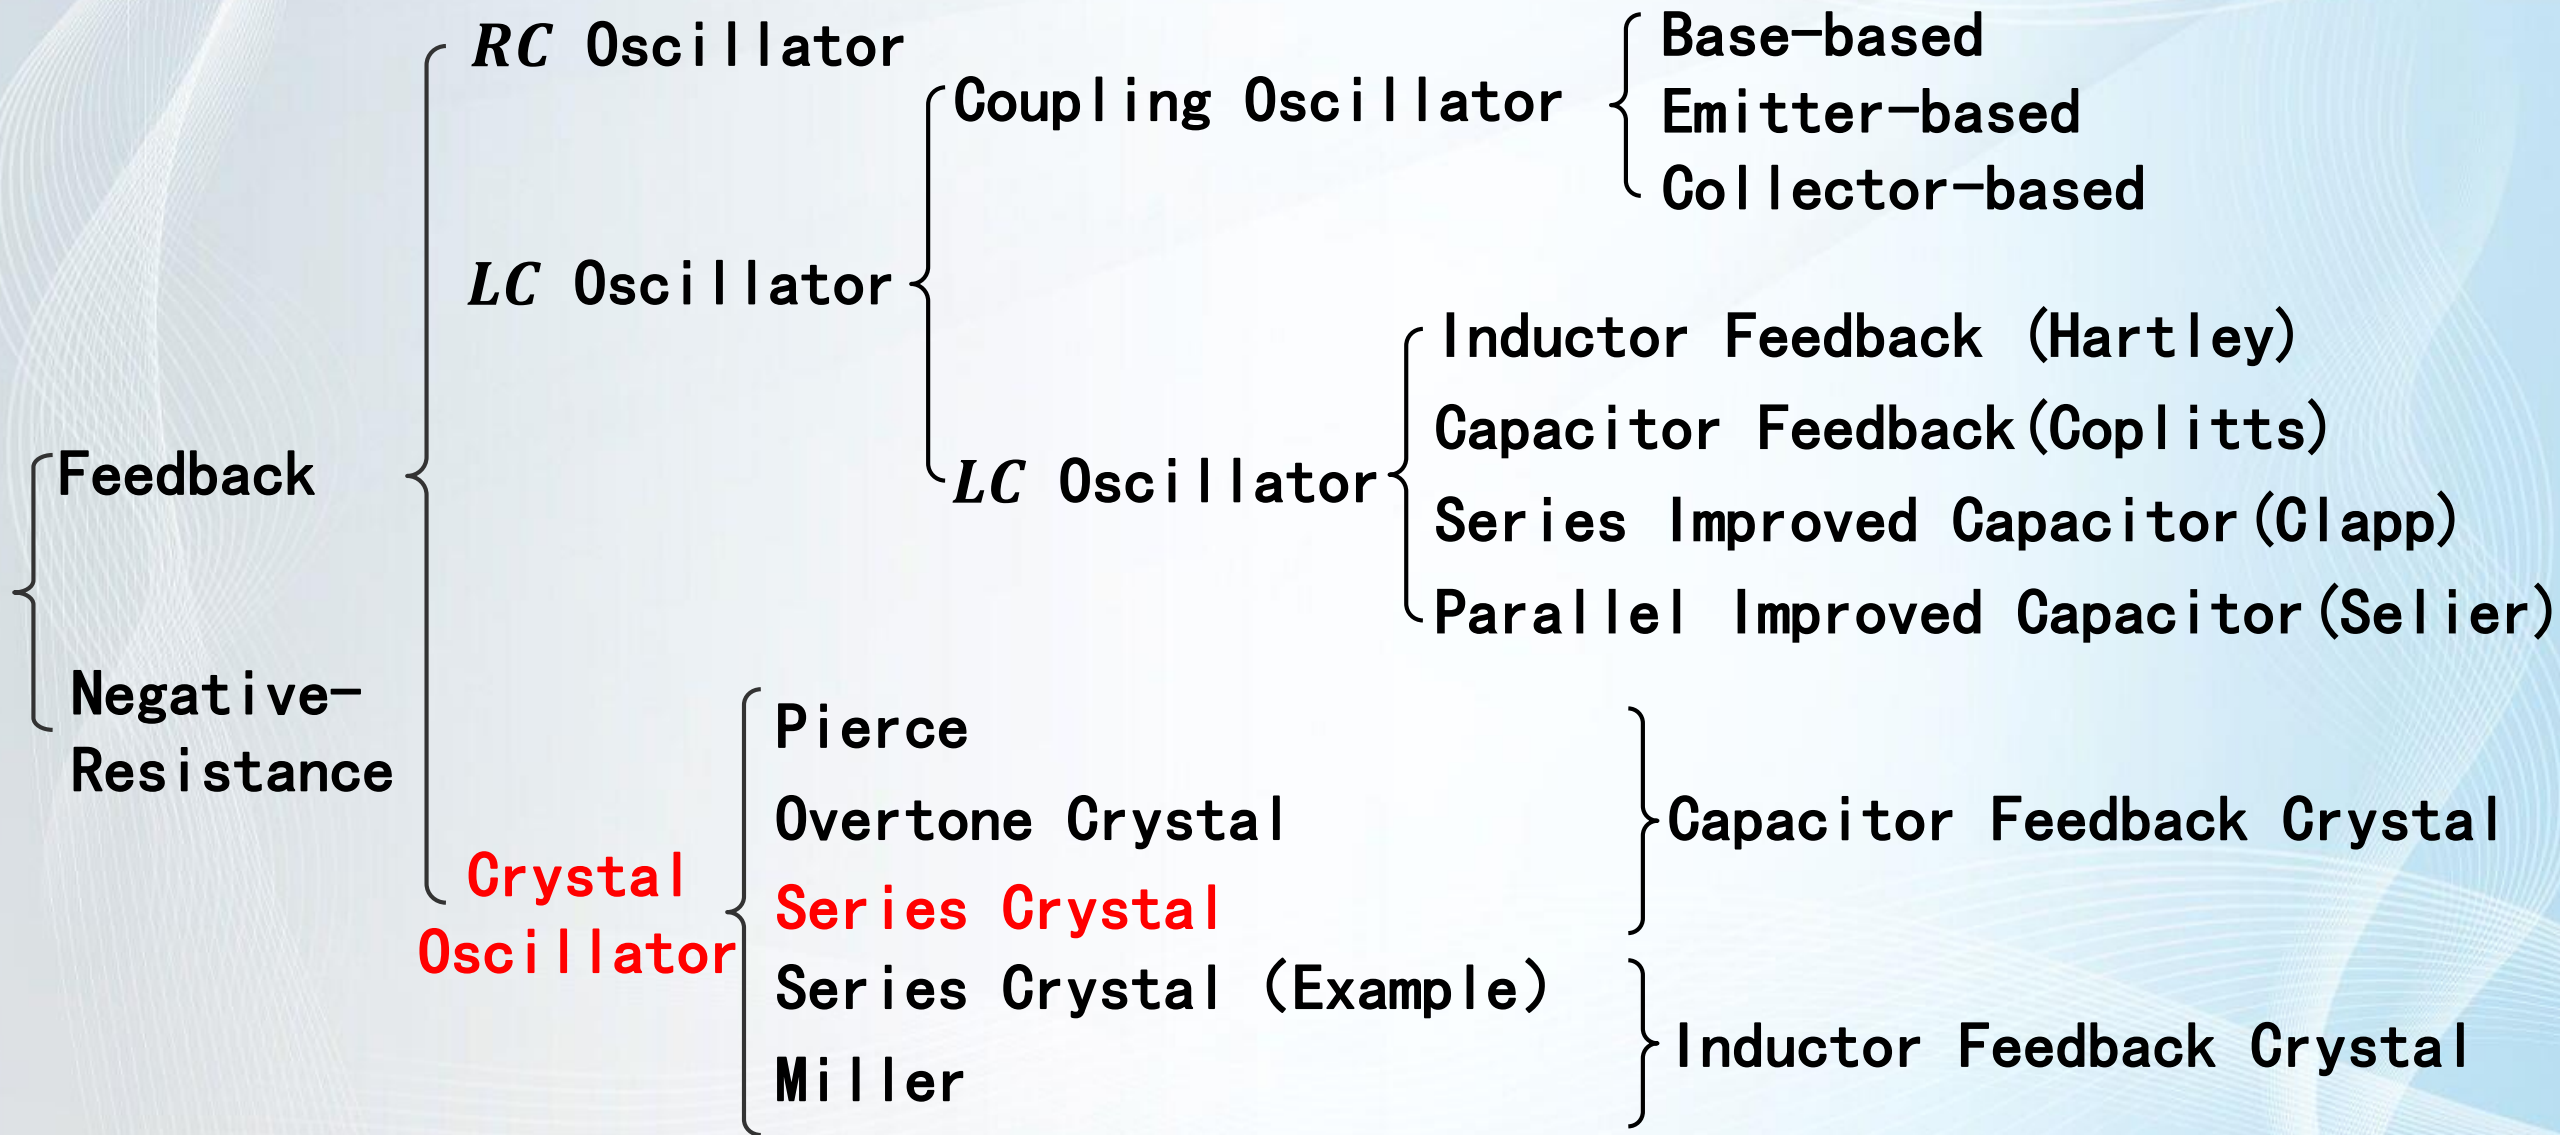 Feedback
Negative-
Resistance
RC Oscillator
LC Oscillator
Crystal
Oscillator
Coupling Oscillator
LC Oscillator
Base-based
Emitter-based
Collector-based
Inductor Feedback (Hartley)
Capacitor Feedback(Coplitts)
Series Improved Capacitor(Clapp)
Parallel Improved Capacitor(Selier)
Pierce
Overtone Crystal
Series Crystal
Series Crystal (Example)
Miller
Capacitor Feedback Crystal
Inductor Feedback Crystal